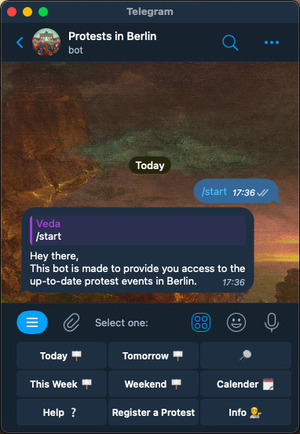 Telegram
Protests in Berlin
bot
Today
/start 17:36
Veda
/start
Hey there,
This bot is made to provide you access to the
up-to-date protest events in Berlin. 17:36
Select one:
Today 🪧 Tomorrow 🪧 🔎
This Week 🪧 Weekend 🪧 Calender 🗓️
Help ❔ Register a Protest Info 💁‍♂️